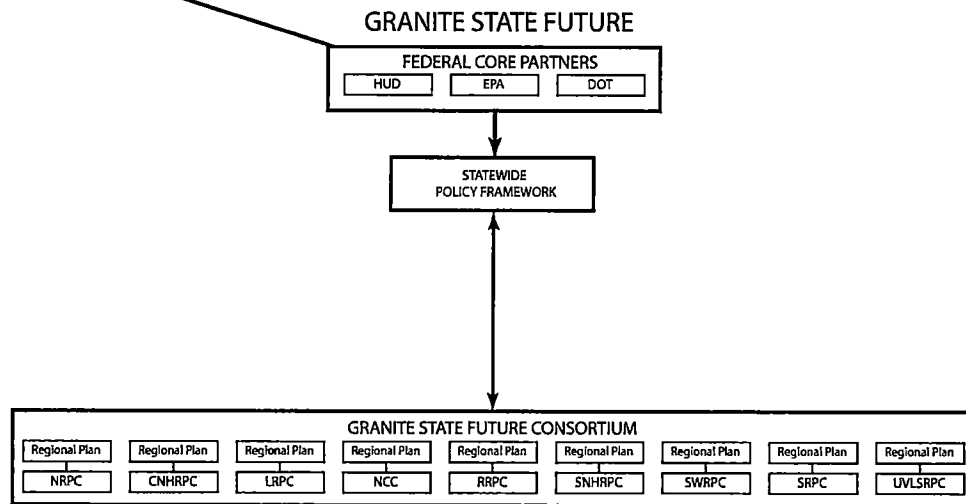 GRANITE STATE FUTURE
FEDERAL CORE PARTNERS
HUD EPA DOT
STATEWIDE
POLICY FRAMEWORK
GRANITE STATE FUTURE CONSORTIUM
Regional Plan Regional Plan Regional Plan Regional Plan Regional Plan Regional Plan Regional Plan Regional Plan Regional Plan
NRPC CNHRPC LRPC NCC RRPC SNHRPC SWRPC SRPC UVLSRPC